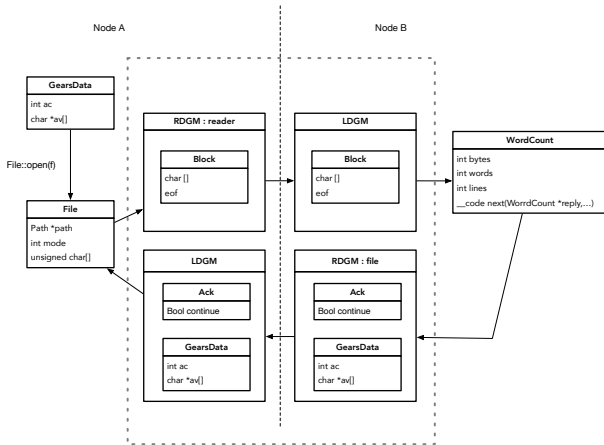 Node A
Node B
GearsData
int ac
char *av[]
File::open(f)
File
Path *path
int mode
unsigned char[]
RDGM : reader
Block
char []
eof
LDGM
Block
char []
eof
WordCount
int bytes
int words
int lines
__code next(WorrdCount *reply,...)
LDGM
Ack
Bool continue
GearsData
int ac
char *av[]
RDGM : file
Ack
Bool continue
GearsData
int ac
char *av[]